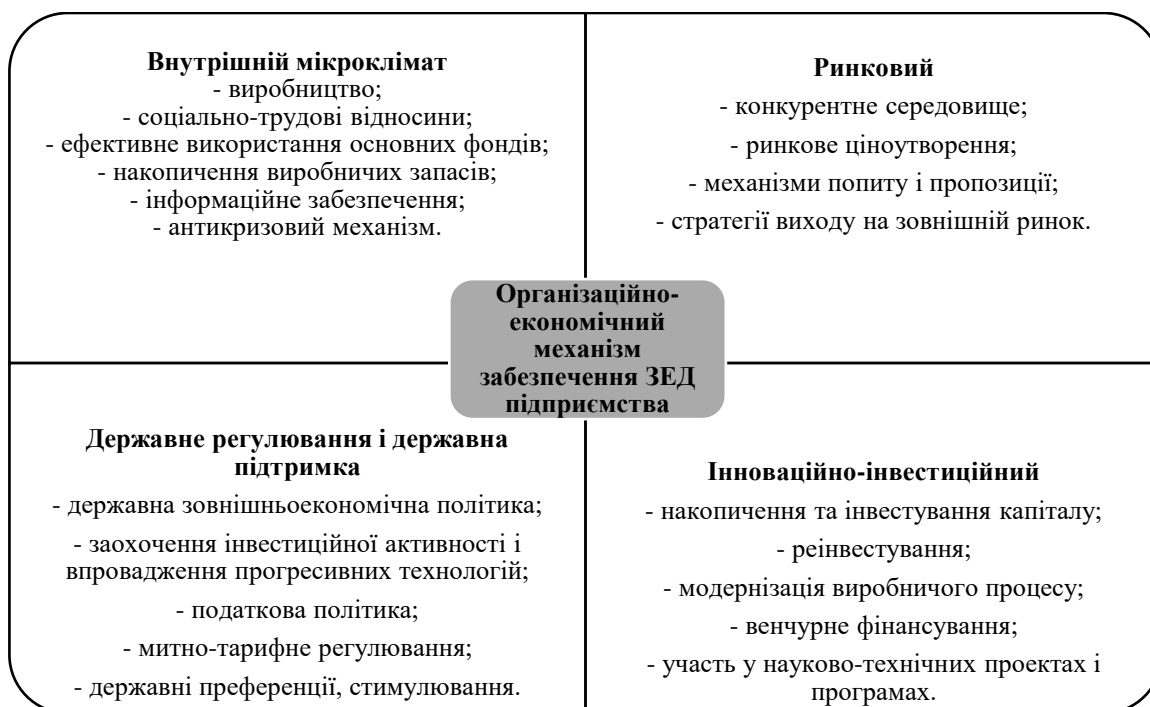 Внутрішній мікроклімат
- виробництво;
- соціально-трудові відносини;
- ефективне використання основних фондів;
- накопичення виробничих запасів;
- інформаційне забезпечення;
- антикризовий механізм.
Ринковий
- конкурентне середовище;
- ринкове ціноутворення;
- механізми попиту і пропозиції;
- стратегії виходу на зовнішній ринок.
Організаційно-
економічний
механізм
забезпечення ЗЕД
підприємства
Державне регулювання і державна
підтримка
- державна зовнішньоекономічна політика;
- заохочення інвестиційної активності і
впровадження прогресивних технологій;
- податкова політика;
- митно-тарифне регулювання;
- державні преференції, стимулювання.
Інноваційно-інвестиційний
- накопичення та інвестування капіталу;
- реінвестування;
- модернізація виробничого процесу;
- венчурне фінансування;
- участь у науково-технічних проектах і
програмах.